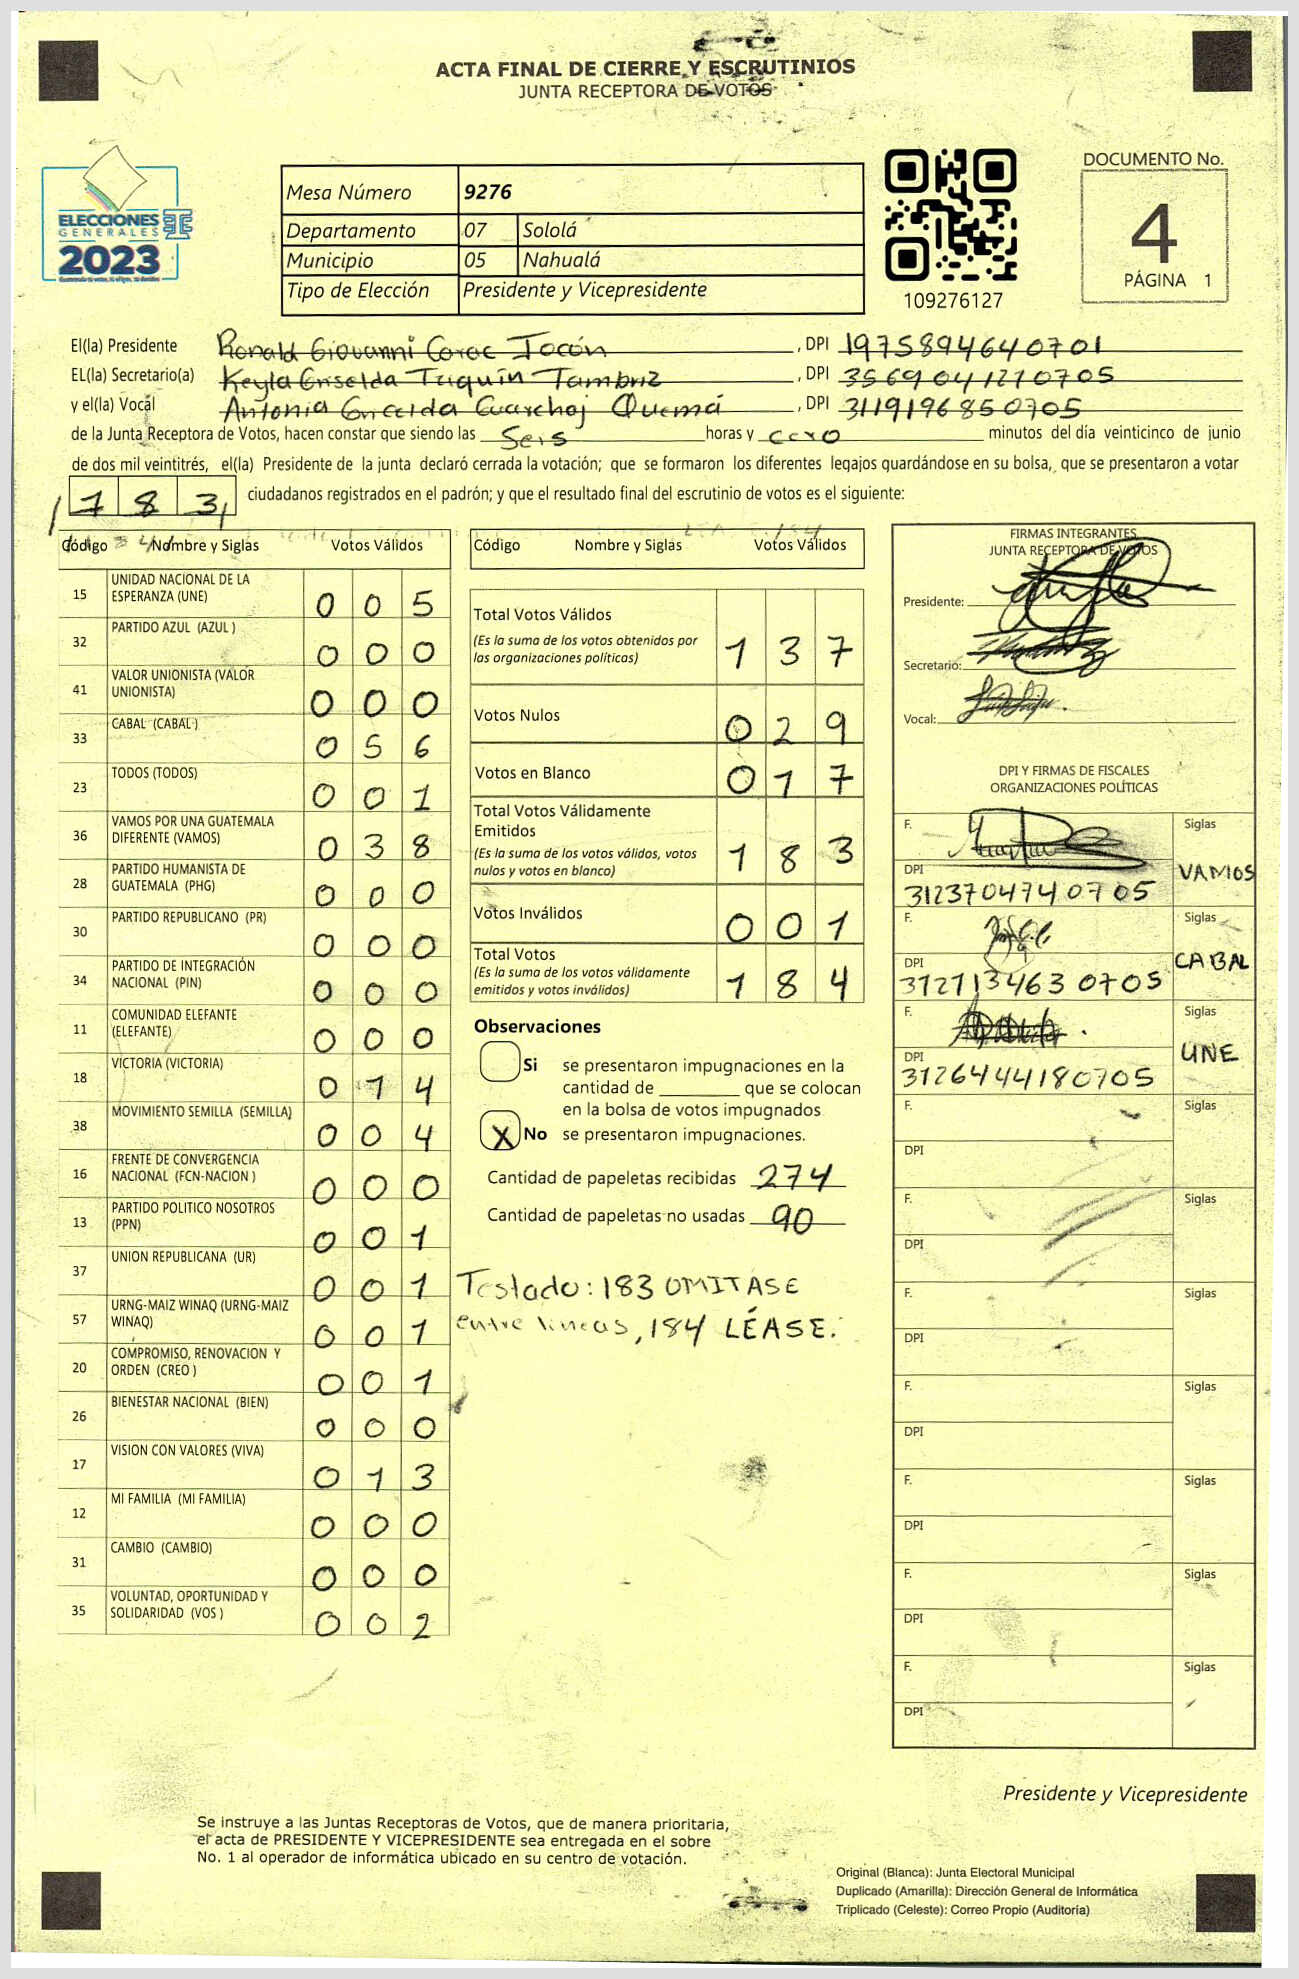 ACTA FINAL DE CIERRE Y ESCRUTINIOS
JUNTA RECEPTORA DE VOTOS
ELECCIONES
GENERALES
2023
Mesa Número 9276
Departamento 07 Sololá
Municipio 05 Nahualá
Tipo de Elección Presidente y Vicepresidente
109276127
DOCUMENTO No.
4
PÁGINA 1
El(la) Presidente Ronald Giovanni Coroc Tocón, DPI 1975894640701
EL(la) Secretario(a) Keyla Griselda Tuquín Tambriz, DPI 3569041270705
y el(la) Vocal Antonia Griselda Guarchaj Quemá, DPI 3119196850705
de la Junta Receptora de Votos, hacen constar que siendo las Seis horas y cero minutos del día veinticinco de junio
de dos mil veintitrés, el(la) Presidente de la junta declaró cerrada la votación; que se formaron los diferentes legajos guardándose en su bolsa, que se presentaron a votar
/183/ ciudadanos registrados en el padrón; y que el resultado final del escrutinio de votos es el siguiente:
Código Nombre y Siglas Votos Válidos
15 UNIDAD NACIONAL DE LA ESPERANZA (UNE) 0 0 5
32 PARTIDO AZUL (AZUL ) 0 0 0
41 VALOR UNIONISTA (VALOR UNIONISTA) 0 0 0
33 CABAL (CABAL ) 0 5 6
23 TODOS (TODOS) 0 0 1
36 VAMOS POR UNA GUATEMALA DIFERENTE (VAMOS) 0 3 8
28 PARTIDO HUMANISTA DE GUATEMALA (PHG) 0 0 0
30 PARTIDO REPUBLICANO (PR) 0 0 0
34 PARTIDO DE INTEGRACIÓN NACIONAL (PIN) 0 0 0
11 COMUNIDAD ELEFANTE (ELEFANTE) 0 0 0
18 VICTORIA (VICTORIA) 0 1 4
38 MOVIMIENTO SEMILLA (SEMILLA) 0 0 4
16 FRENTE DE CONVERGENCIA NACIONAL (FCN-NACION ) 0 0 0
13 PARTIDO POLITICO NOSOTROS (PPN) 0 0 1
37 UNION REPUBLICANA (UR) 0 0 1
57 URNG-MAIZ WINAQ (URNG-MAIZ WINAQ) 0 0 1
20 COMPROMISO, RENOVACION Y ORDEN (CREO ) 0 0 1
26 BIENESTAR NACIONAL (BIEN) 0 0 0
17 VISION CON VALORES (VIVA) 0 1 3
12 MI FAMILIA (MI FAMILIA) 0 0 0
31 CAMBIO (CAMBIO) 0 0 0
35 VOLUNTAD, OPORTUNIDAD Y SOLIDARIDAD (VOS ) 0 0 2
Código Nombre y Siglas Votos Válidos
Total Votos Válidos 1 3 7
(Es la suma de los votos obtenidos por
las organizaciones políticas)
Votos Nulos 0 2 9
Votos en Blanco 0 1 7
Total Votos Válidamente
Emitidos 1 8 3
(Es la suma de los votos válidos, votos
nulos y votos en blanco)
Votos Inválidos 0 0 1
Total Votos 1 8 4
(Es la suma de los votos válidamente
emitidos y votos inválidos)
Observaciones
Si se presentaron impugnaciones en la
cantidad de ________ que se colocan
en la bolsa de votos impugnados
X No se presentaron impugnaciones.
Cantidad de papeletas recibidas 274
Cantidad de papeletas no usadas 90
Testado: 183 OMITASE
entre lineas, 184 LÉASE.
FIRMAS INTEGRANTES
JUNTA RECEPTORA DE VOTOS
Presidente:
Secretario:
Vocal:
DPI Y FIRMAS DE FISCALES
ORGANIZACIONES POLÍTICAS
F. Siglas
DPI VAMOS
3123704740705
F. Siglas
DPI CABAL
3121134630705
F. Siglas
DPI UNE
3126444180705
F. Siglas
DPI
F. Siglas
DPI
F. Siglas
DPI
F. Siglas
DPI
F. Siglas
DPI
F. Siglas
DPI
F. Siglas
DPI
Presidente y Vicepresidente
Se instruye a las Juntas Receptoras de Votos, que de manera prioritaria,
el acta de PRESIDENTE Y VICEPRESIDENTE sea entregada en el sobre
No. 1 al operador de informática ubicado en su centro de votación.
Original (Blanca): Junta Electoral Municipal
Duplicado (Amarilla): Dirección General de Informática
Triplicado (Celeste): Correo Propio (Auditoría)